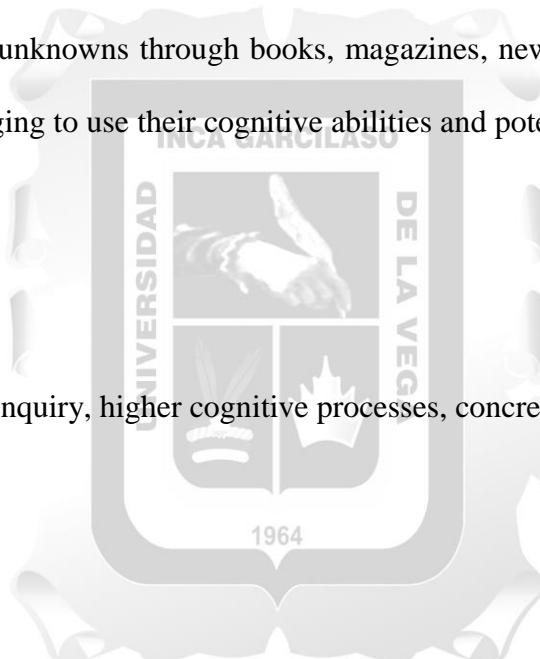 unknowns through books, magazines, new
ging to use their cognitive abilities and pote
INCA GARCILASO
UNIVERSIDAD
DE LA VEGA
nquiry, higher cognitive processes, concre
1964